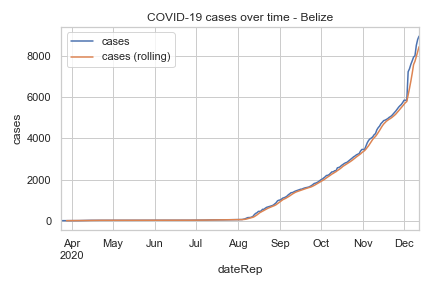 COVID-19 cases over time - Belize
cases
cases (rolling)
8000
6000
4000
2000
0
cases
Apr
2020
May
Jun
Jul
Aug
Sep
Oct
Nov
Dec
dateRep